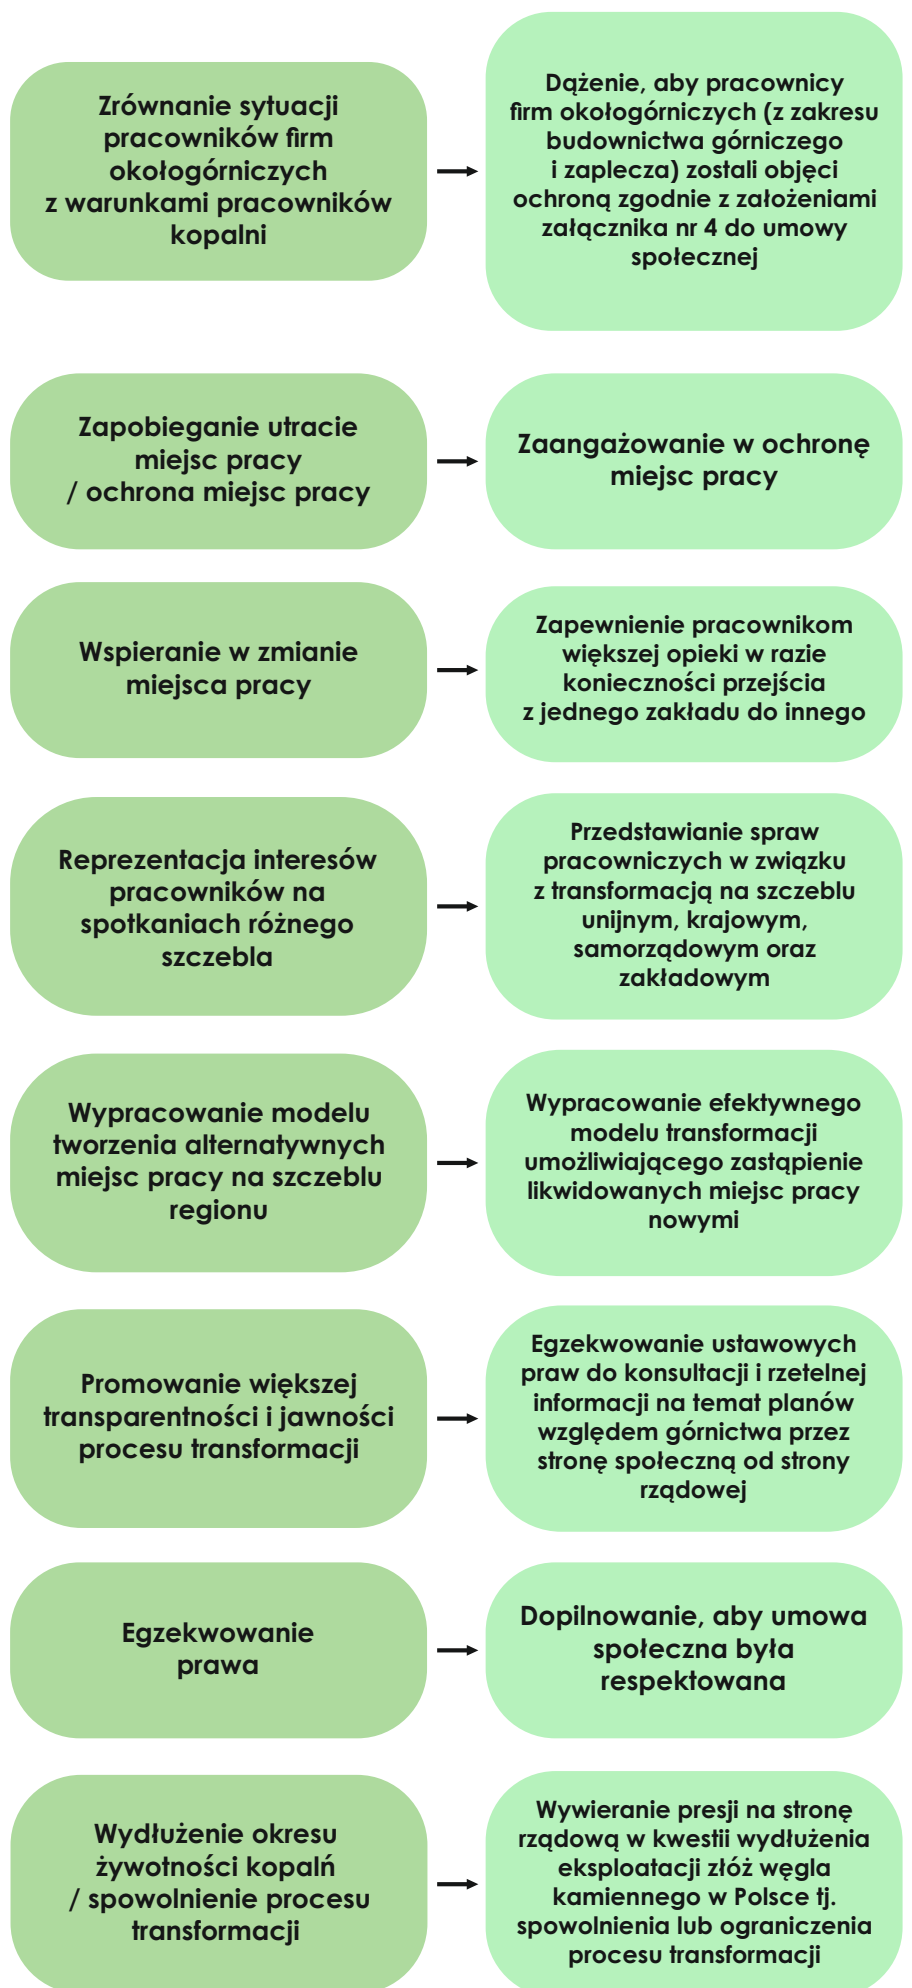 Zrównanie sytuacji
pracowników firm
okołogórniczych
z warunkami pracowników
kopalni
Dążenie, aby pracownicy
firm okołogórniczych (z zakresu
budownictwa górniczego
i zaplecza) zostali objęci
ochroną zgodnie z założeniami
załącznika nr 4 do umowy
społecznej
Zapobieganie utracie
miejsc pracy
/ ochrona miejsc pracy
Zaangażowanie w ochronę
miejsc pracy
Wspieranie w zmianie
miejsca pracy
Zapewnienie pracownikom
większej opieki w razie
konieczności przejścia
z jednego zakładu do innego
Reprezentacja interesów
pracowników na
spotkaniach różnego
szczebla
Przedstawianie spraw
pracowniczych w związku
z transformacją na szczeblu
unijnym, krajowym,
samorządowym oraz
zakładowym
Wypracowanie modelu
tworzenia alternatywnych
miejsc pracy na szczeblu
regionu
Wypracowanie efektywnego
modelu transformacji
umożliwiającego zastąpienie
likwidowanych miejsc pracy
nowymi
Promowanie większej
transparentności i jawności
procesu transformacji
Egzekwowanie ustawowych
praw do konsultacji i rzetelnej
informacji na temat planów
względem górnictwa przez
stronę społeczną od strony
rządowej
Egzekwowanie
prawa
Dopilnowanie, aby umowa
społeczna była
respektowana
Wydłużenie okresu
żywotności kopalń
/ spowolnienie procesu
transformacji
Wywieranie presji na stronę
rządową w kwestii wydłużenia
eksploatacji złóż węgla
kamiennego w Polsce tj.
spowolnienia lub ograniczenia
procesu transformacji